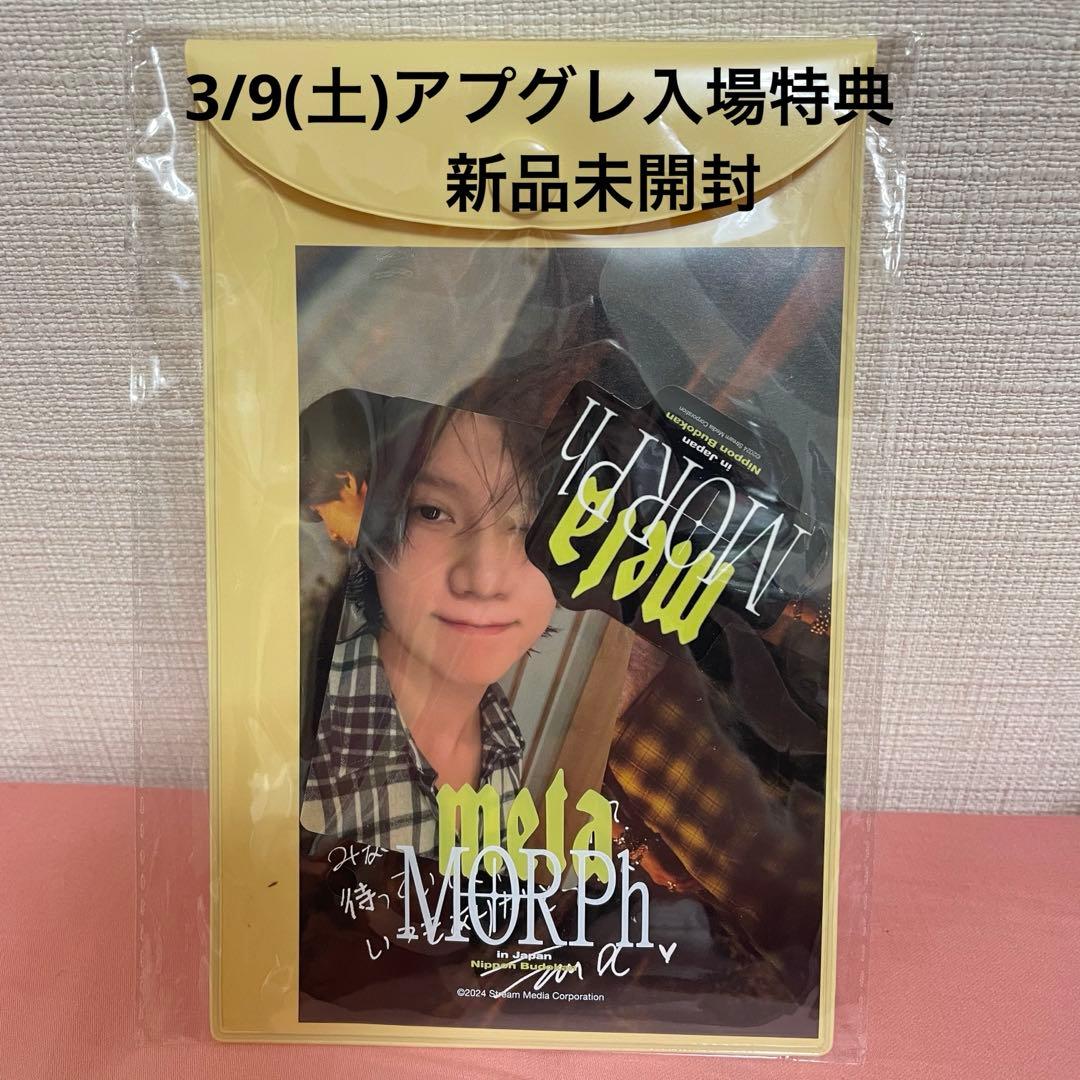 3/9(土)アプグレ入場特典
新品未開封
©2024 Stream Media Corporation
Nippon Budokan
in Japan
MORPh
meta
meta
MORPh
みな
待っ
in Japan
Nippon Budokan
©2024 Stream Media Corporation